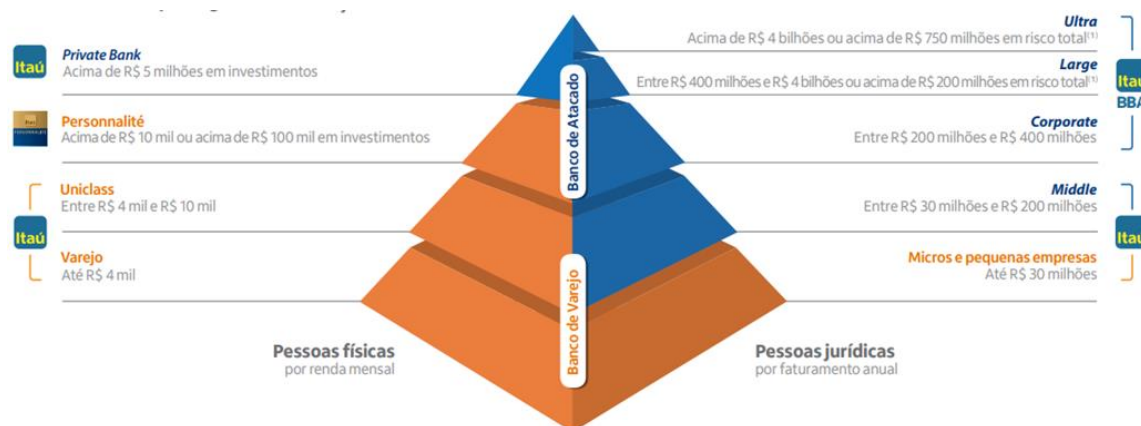 Itaú
Private Bank
Acima de R$ 5 milhões em investimentos
Personnalité
Acima de R$ 10 mil ou acima de R$ 100 mil em investimentos
Itaú
Uniclass
Entre R$ 4 mil e R$ 10 mil
Varejo
Até R$ 4 mil
Pessoas físicas
por renda mensal
Banco de Atacado
Banco de Varejo
Ultra
Acima de R$ 4 bilhões ou acima de R$ 750 milhões em risco total(1)
Large
Entre R$ 400 milhões e R$ 4 bilhões ou acima de R$ 200 milhões em risco total(1)
Itaú
BBA
Corporate
Entre R$ 200 milhões e R$ 400 milhões
Middle
Entre R$ 30 milhões e R$ 200 milhões
Itaú
Micros e pequenas empresas
Até R$ 30 milhões
Pessoas jurídicas
por faturamento anual